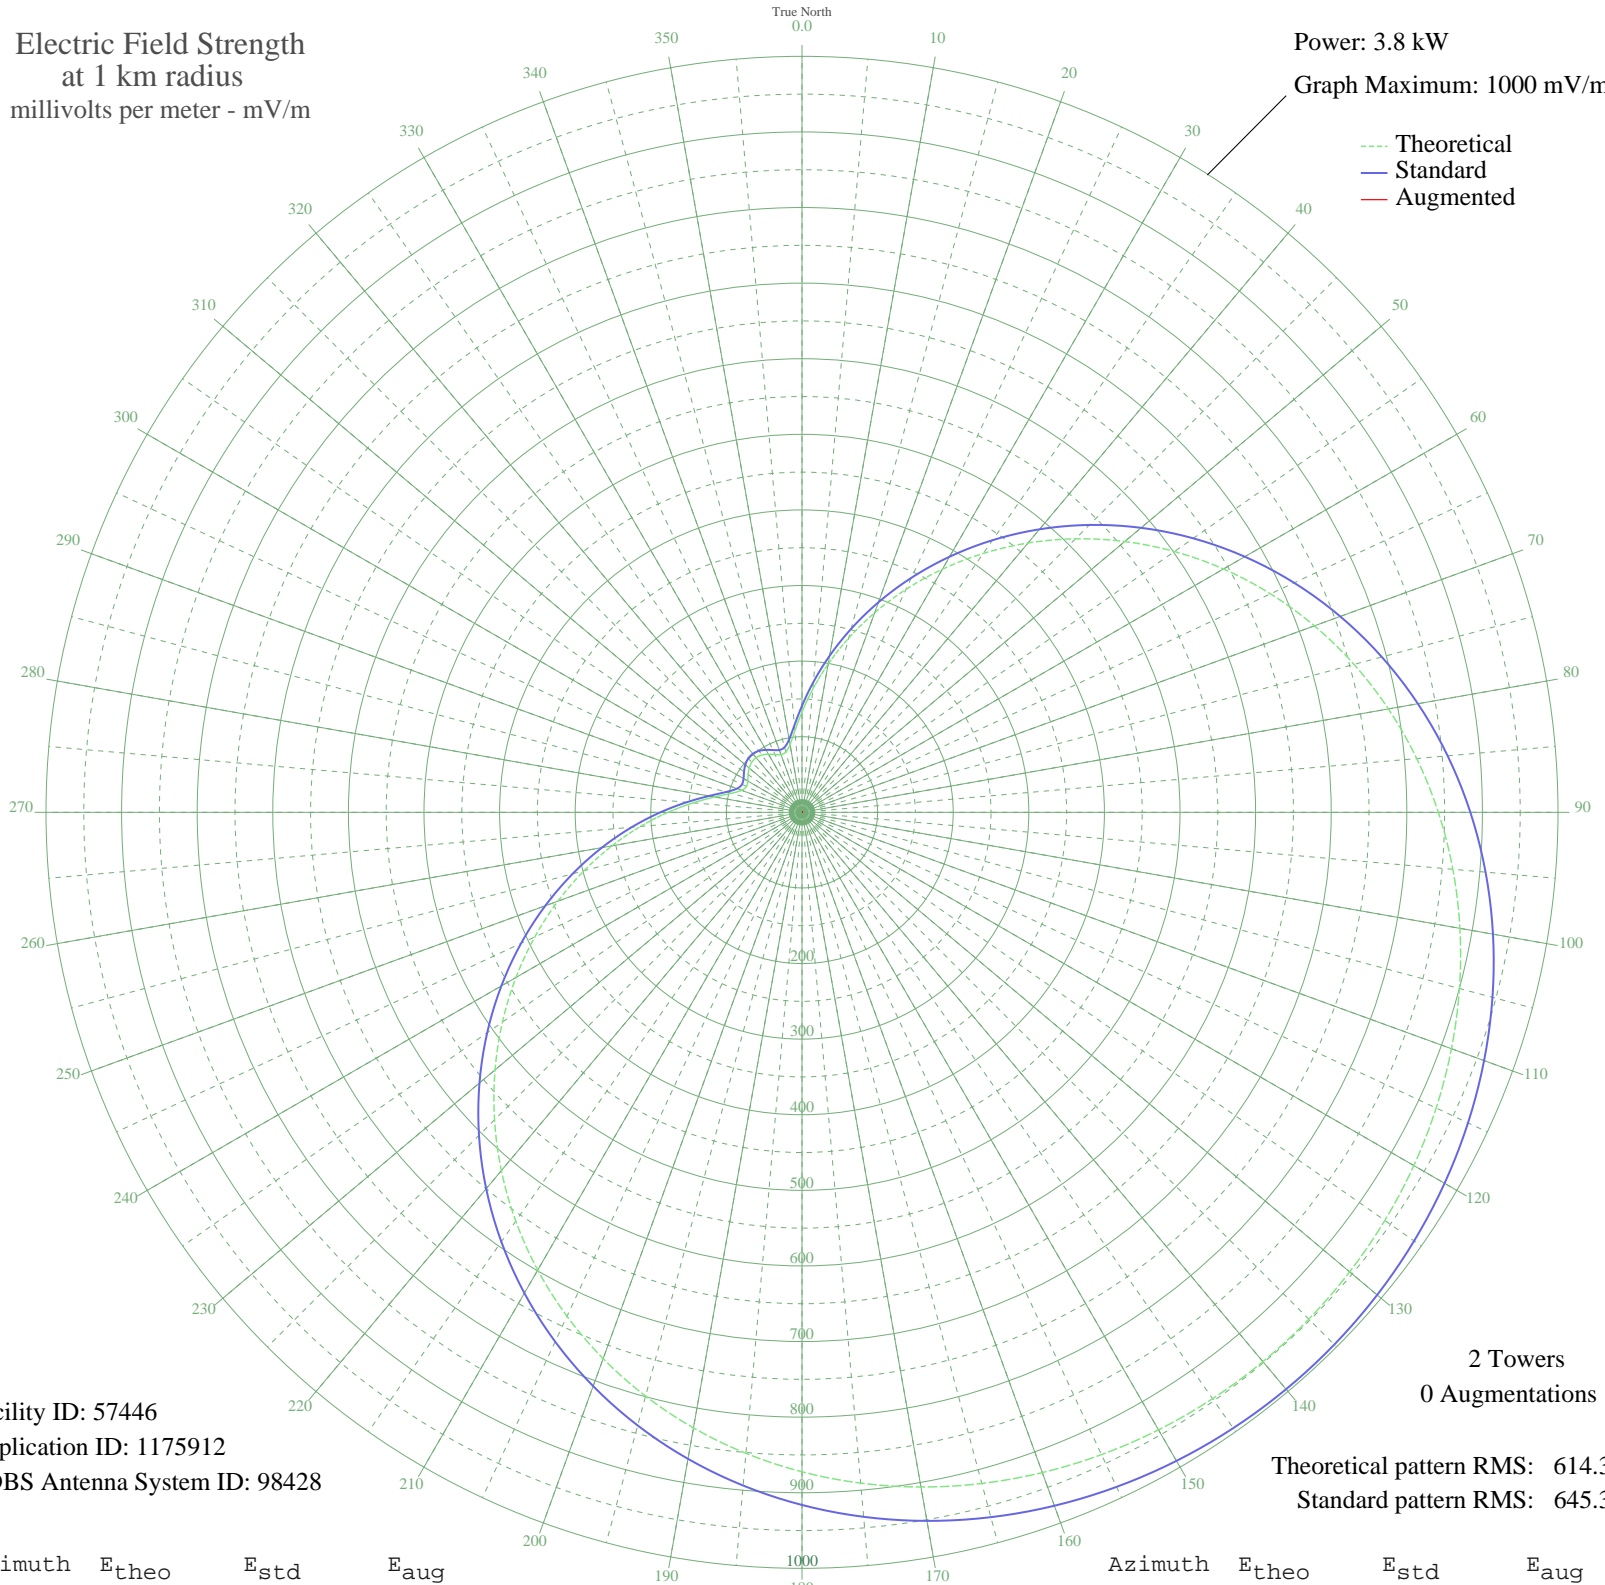 True North
0.0
Electric Field Strength
at 1 km radius
millivolts per meter - mV/m
Power: 3.8 kW
Graph Maximum: 1000 mV/m
Theoretical
Standard
Augmented
350
10
340
20
330
30
320
40
310
50
300
60
290
70
280
80
270
90
260
100
250
110
240
120
230
130
220
140
210
150
200
160
190
170
200
300
400
500
600
700
800
900
1000
2 Towers
0 Augmentations
cility ID: 57446
plication ID: 1175912
DBS Antenna System ID: 98428
Theoretical pattern RMS: 614.3
Standard pattern RMS: 645.3
imuth Etheo Estd Eaug
Azimuth Etheo Estd Eaug